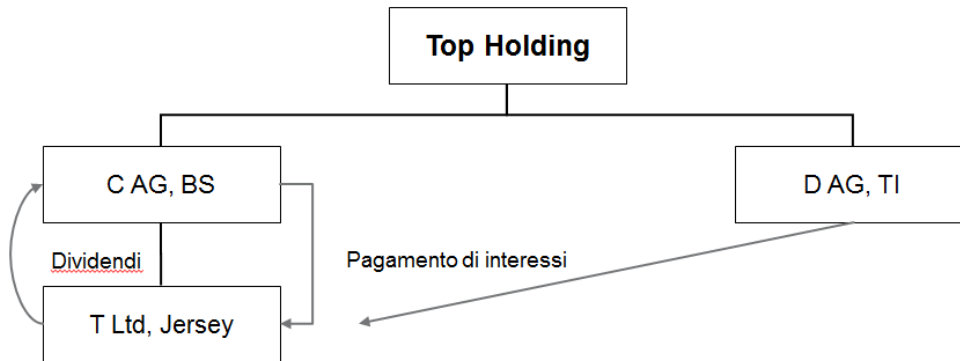 Top Holding
C AG, BS
D AG, TI
Dividendi
Pagamento di interessi
T Ltd, Jersey